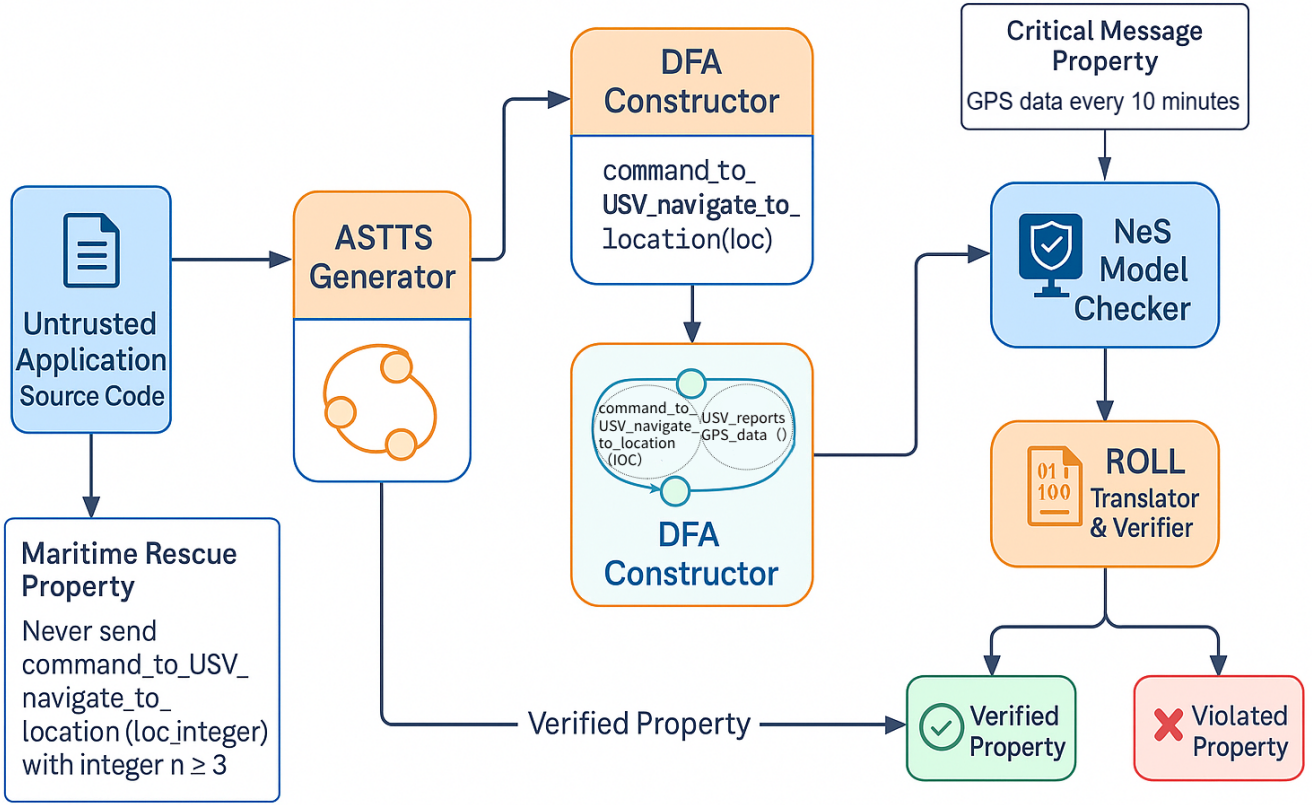 Untrusted
Application
Source Code
Maritime Rescue
Property
Never send
command_to_USV_
navigate_to_
location (loc_integer)
with integer n ≥ 3
ASTTS
Generator
DFA
Constructor
command_to_
USV_navigate_to_
location(loc)
command_to_
USV_navigate_
to_location
(IOC)
USV_reports
GPS_data ()
DFA
Constructor
Critical Message
Property
GPS data every 10 minutes
NeS
Model
Checker
01 1
100
ROLL
Translator
& Verifier
Verified Property
Verified
Property
Violated
Property